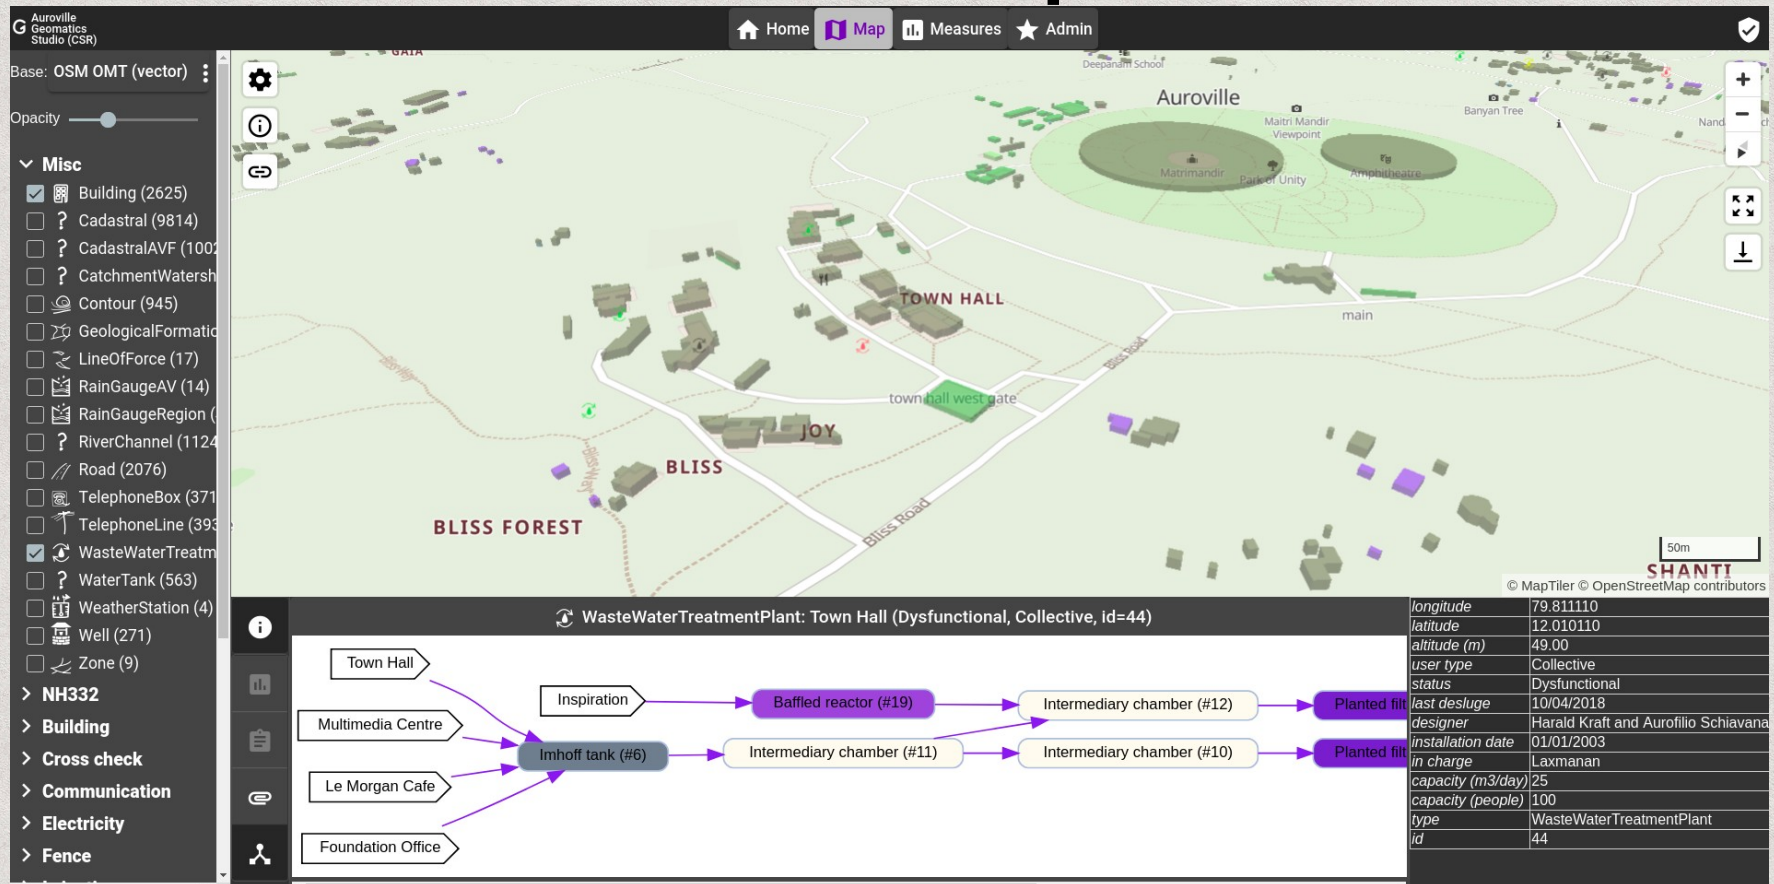 Auroville
Geomatics
Studio (CSR)
Home
Map
Measures
Admin
Base: OSM OMT (vector)
Opacity
Misc
Building (2625)
Cadastral (9814)
CadastralAVF (1002
CatchmentWatersh
Contour (945)
GeologicalFormatio
LineOfForce (17)
RainGaugeAV (14)
RainGaugeRegion (
RiverChannel (1124
Road (2076)
TelephoneBox (371
TelephoneLine (393
WasteWaterTreatm
WaterTank (563)
WeatherStation (4)
Well (271)
Zone (9)
NH332
Building
Cross check
Communication
Electricity
Fence
GAIA
Deepanam School
Auroville
Maitri Mandir
Viewpoint
Banyan Tree
Matrimandir
Park of Unity
Amphitheatre
TOWN HALL
main
Bliss Road
town hall west gate
JOY
BLISS
Bliss Way
BLISS FOREST
Bliss Road
50m
SHANTI
© MapTiler © OpenStreetMap contributors
WasteWaterTreatmentPlant: Town Hall (Dysfunctional, Collective, id=44)
Town Hall
Inspiration
Baffled reactor (#19)
Intermediary chamber (#12)
Planted filt
Multimedia Centre
Imhoff tank (#6)
Intermediary chamber (#11)
Intermediary chamber (#10)
Planted filt
Le Morgan Cafe
Foundation Office
longitude 79.811110
latitude 12.010110
altitude (m) 49.00
user type Collective
status Dysfunctional
last desluge 10/04/2018
designer Harald Kraft and Aurofilio Schiavana
installation date 01/01/2003
in charge Laxmanan
capacity (m3/day) 25
capacity (people) 100
type WasteWaterTreatmentPlant
id 44